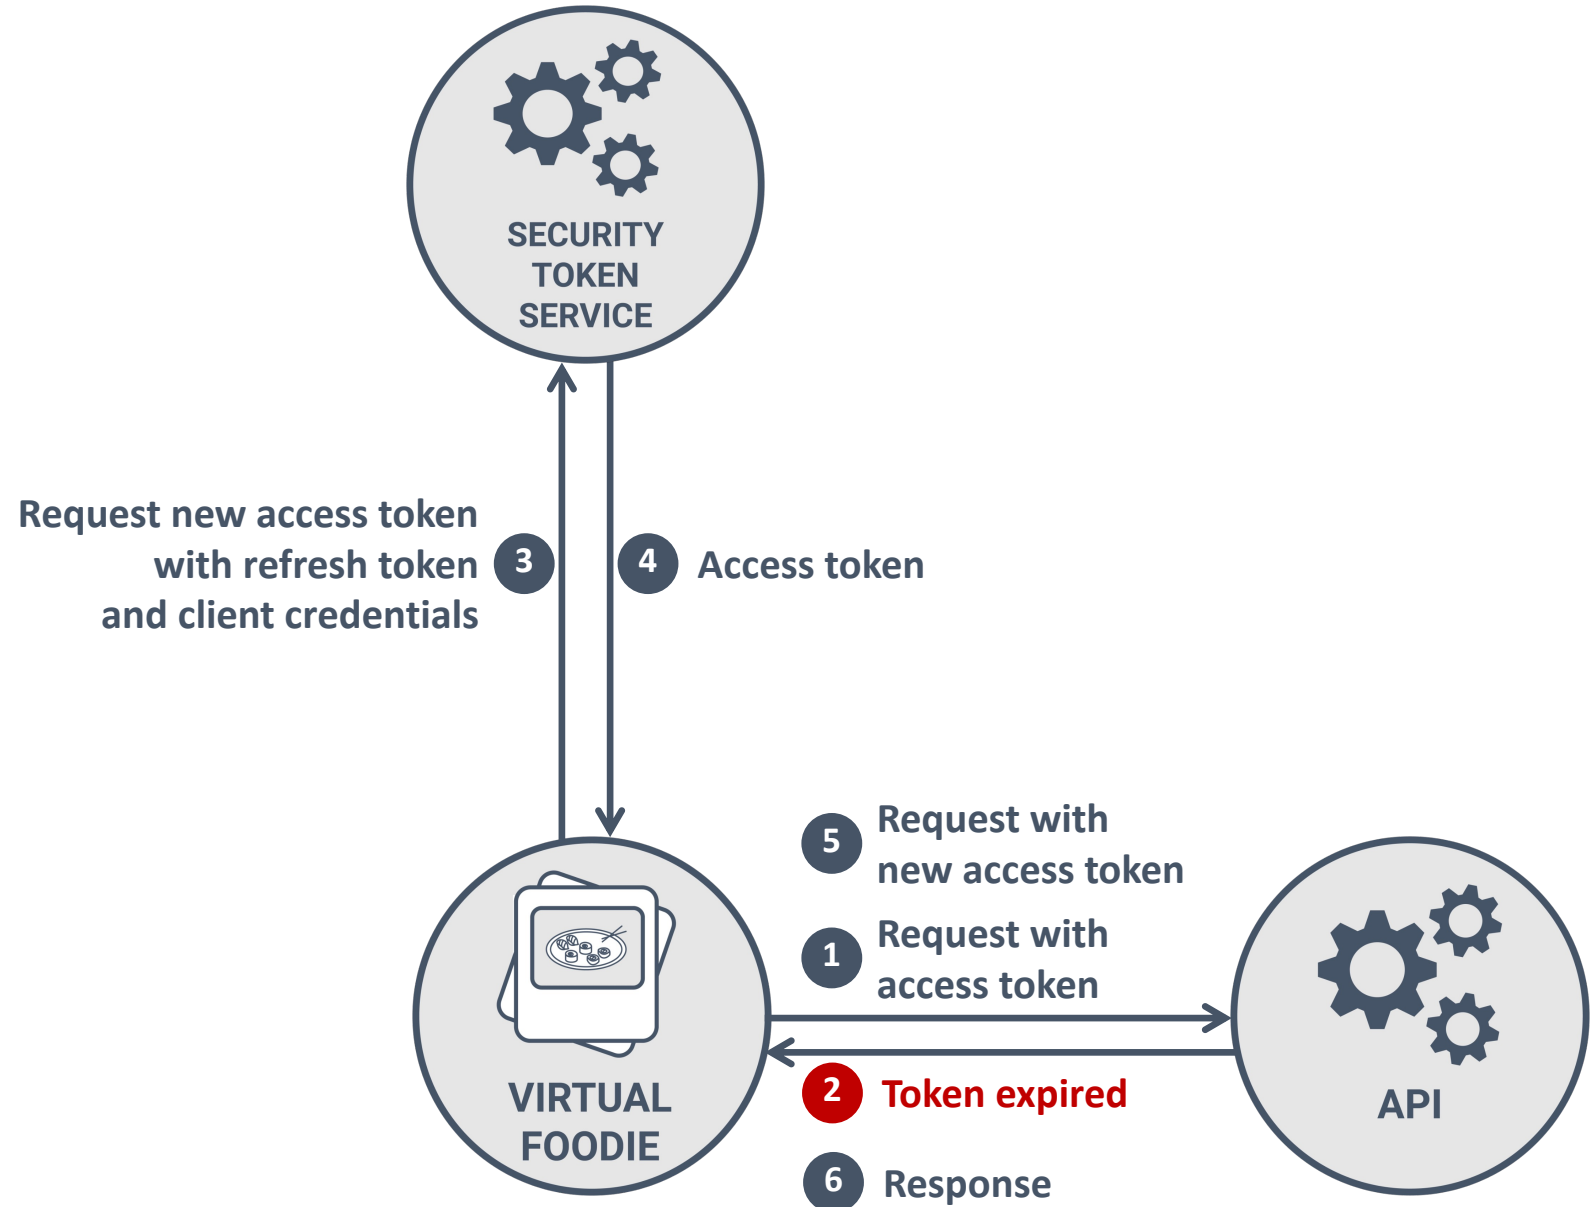 SECURITY
TOKEN
SERVICE
Request new access token
with refresh token
and client credentials
3
4 Access token
5 Request with
new access token
1 Request with
access token
2 Token expired
6 Response
VIRTUAL
FOODIE
API